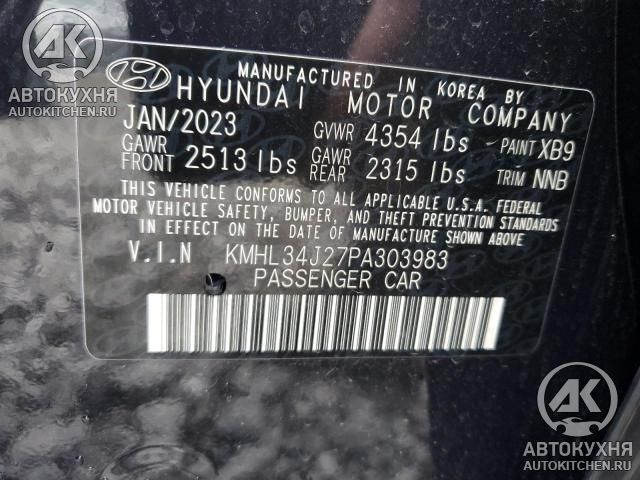 MANUFACTURED IN KOREA BY
HYUNDAI MOTOR COMPANY
JAN/2023 GVWR 4354 lbs PAINT XB9
GAWR FRONT 2513 lbs GAWR REAR 2315 lbs TRIM NNB
THIS VEHICLE CONFORMS TO ALL APPLICABLE U.S.A. FEDERAL
MOTOR VEHICLE SAFETY, BUMPER, AND THEFT PREVENTION STANDARDS
IN EFFECT ON THE DATE OF MANUFACTURE SHOWN ABOVE
V.I.N KMHL34J27PA303983
PASSENGER CAR
AK
АВТОКУХНЯ
AUTOKITCHEN.RU
AK
АВТОКУХНЯ
AUTOKITCHEN.RU